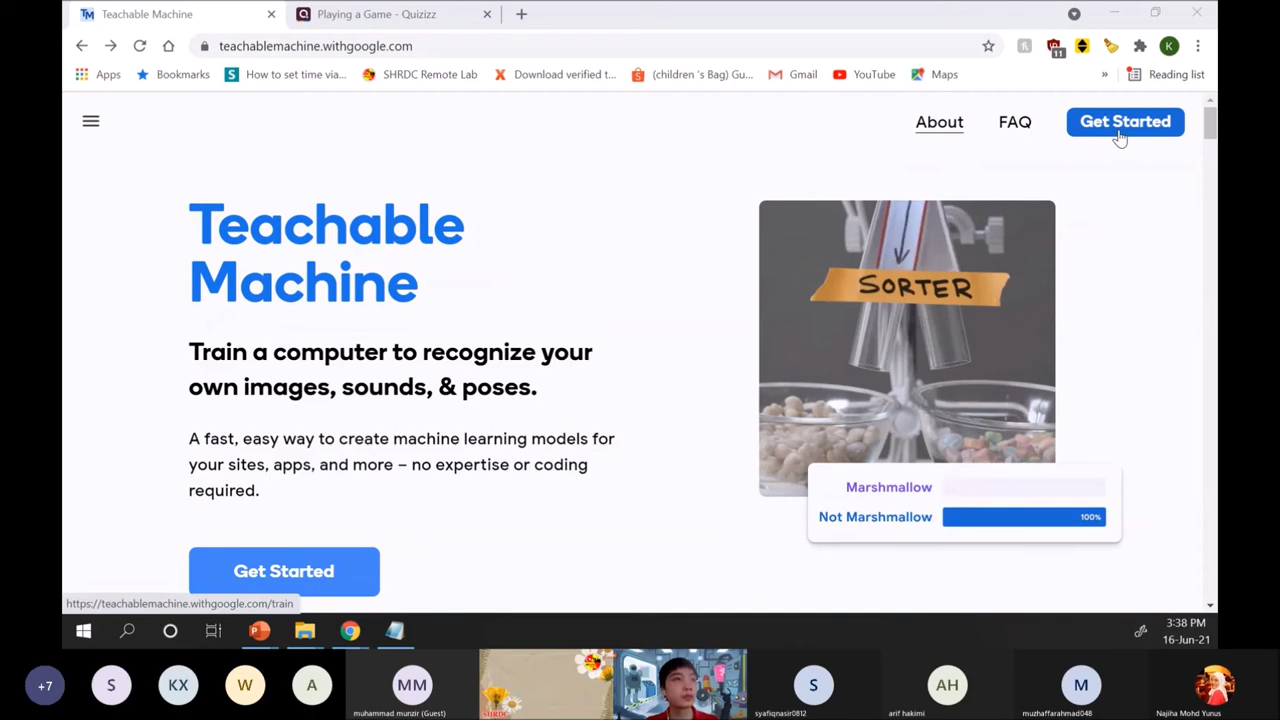 TM Teachable Machine
Q Playing a Game - Quizizz
teachablemachine.withgoogle.com
11
K
Apps
Bookmarks
S How to set time via...
SHRDC Remote Lab
X Download verified t...
(children 's Bag) Gu...
Gmail
YouTube
Maps
»
Reading list
About
FAQ
Get Started
Teachable
Machine
Train a computer to recognize your
own images, sounds, & poses.
A fast, easy way to create machine learning models for
your sites, apps, and more – no expertise or coding
required.
Get Started
SORTER
Marshmallow
Not Marshmallow 100%
https://teachablemachine.withgoogle.com/train
3:38 PM
16-Jun-21
+7
S
KX
W
A
MM
muhammad munzir (Guest)
SHRDC
S
syafiqnasir0812
AH
arif hakimi
M
muzhaffarahmad048
Najiha Mohd Yunus